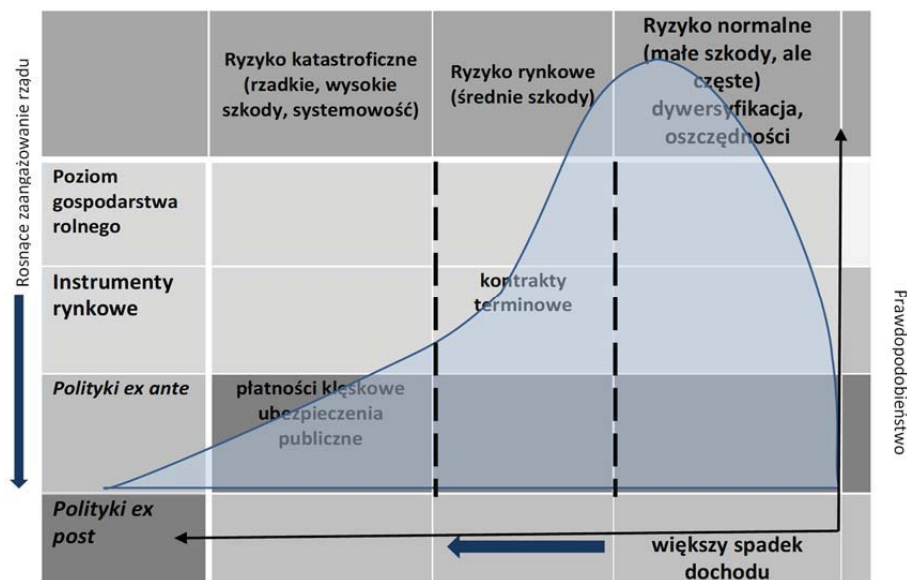 Rosnące zaangażowanie rządu
Ryzyko katastroficzne
(rzadkie, wysokie
szkody, systemowość)
Ryzyko rynkowe
(średnie szkody)
Ryzyko normalne
(małe szkody, ale
częste)
dywersyfikacja,
oszczędności
Poziom
gospodarstwa
rolnego
Instrumenty
rynkowe
kontrakty
terminowe
Polityki ex ante
płatności klęskowe
ubezpieczenia
publiczne
Polityki ex
post
większy spadek
dochodu
Prawdopodobieństwo